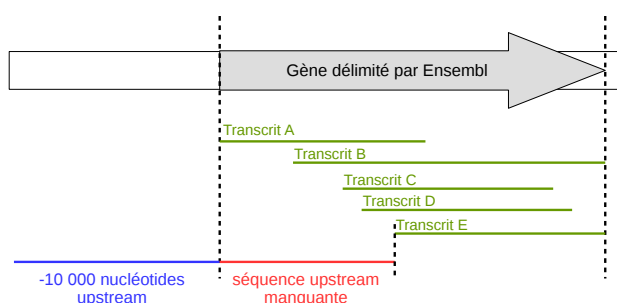 Gène délimité par Ensembl
Transcrit A
Transcrit B
Transcrit C
Transcrit D
Transcrit E
-10 000 nucléotides
upstream
séquence upstream
manquante